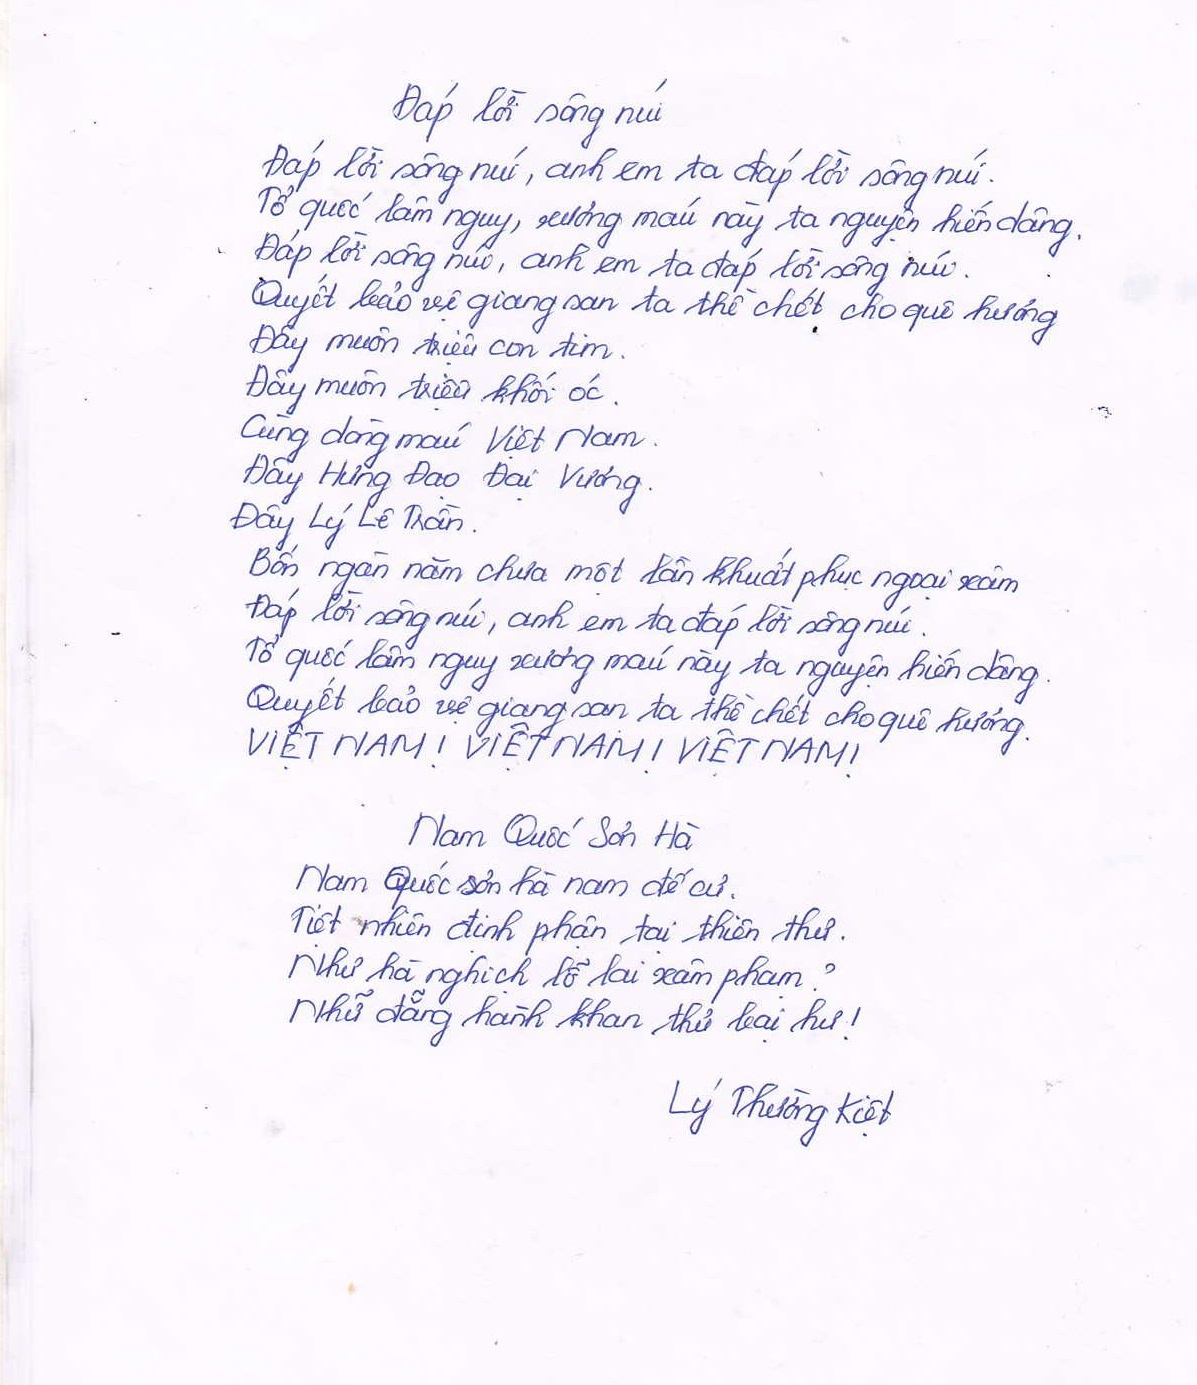 Đáp lời sông núi
Đáp lời sông núi, anh em ta đáp lời sông núi.
Tổ quốc lâm nguy, xương máu này ta nguyện hiến dâng.
Đáp lời sông núi, anh em ta đáp lời sông núi.
Quyết bảo vệ giang san ta thề chết cho quê hương
Đây muôn triệu con tim.
Đây muôn triệu khối óc.
Cùng dòng máu Việt Nam.
Đây Hưng Đạo Đại Vương.
Đây Lý Lê Trần.
Bốn ngàn năm chưa một lần khuất phục ngoại xâm
Đáp lời sông núi, anh em ta đáp lời sông núi.
Tổ quốc lâm nguy xương máu này ta nguyện hiến dâng.
Quyết bảo vệ giang san ta thề chết cho quê hương.
VIỆT NAM! VIỆT NAM! VIỆT NAM!
Nam Quốc Sơn Hà
Nam Quốc sơn hà nam đế cư.
Tiệt nhiên định phận tại thiên thư.
Như hà nghịch lỗ lai xâm phạm?
Nhữ đẳng hành khan thủ bại hư!
Lý Thường Kiệt